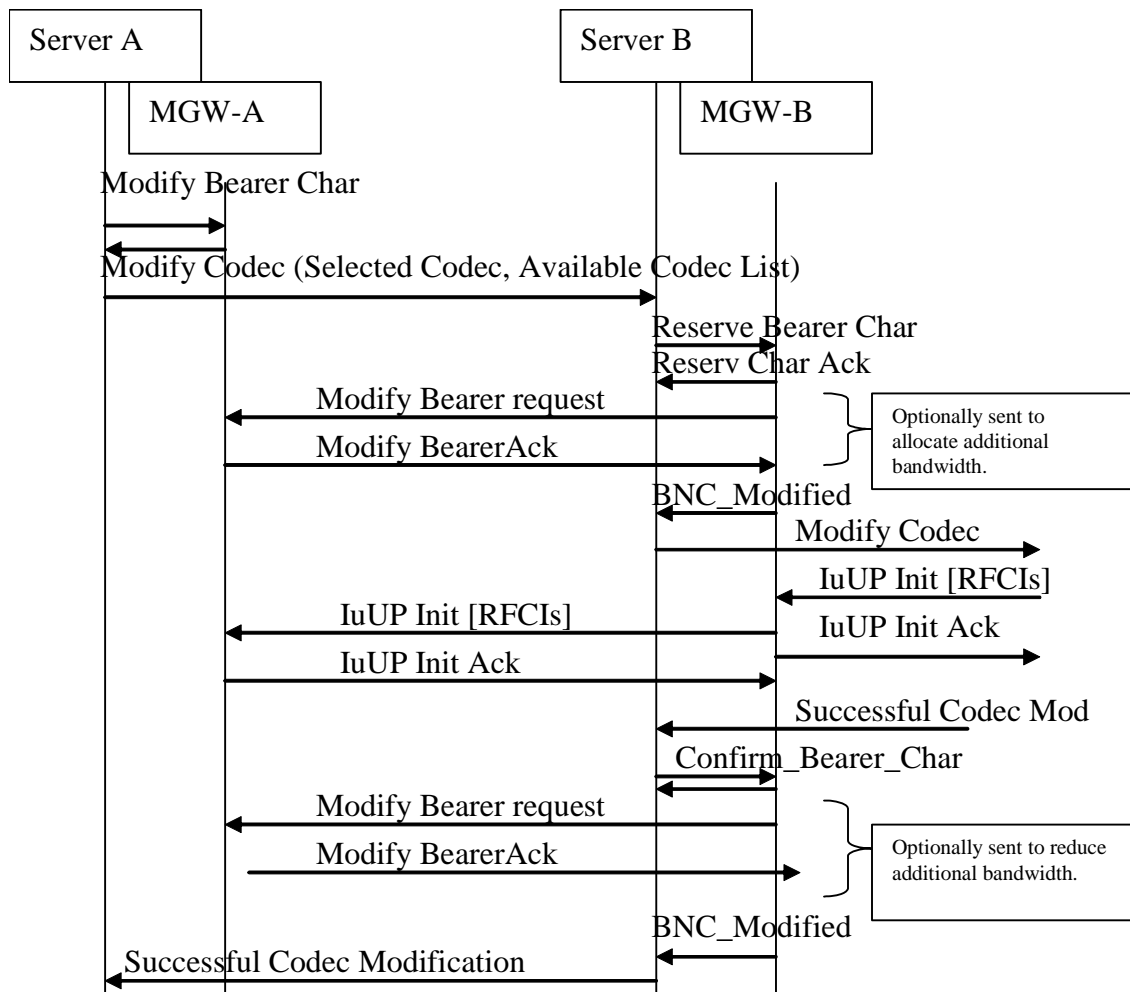 Server A
Server B
MGW-A
MGW-B
Modify Bearer Char
Modify Codec (Selected Codec, Available Codec List)
Reserve Bearer Char
Reserv Char Ack
Modify Bearer request
Optionally sent to
allocate additional
bandwidth.
Modify BearerAck
BNC_Modified
Modify Codec
IuUP Init [RFCIs]
IuUP Init [RFCIs]
IuUP Init Ack
IuUP Init Ack
Successful Codec Mod
Confirm_Bearer_Char
Modify Bearer request
Optionally sent to reduce
additional bandwidth.
Modify BearerAck
BNC_Modified
Successful Codec Modification